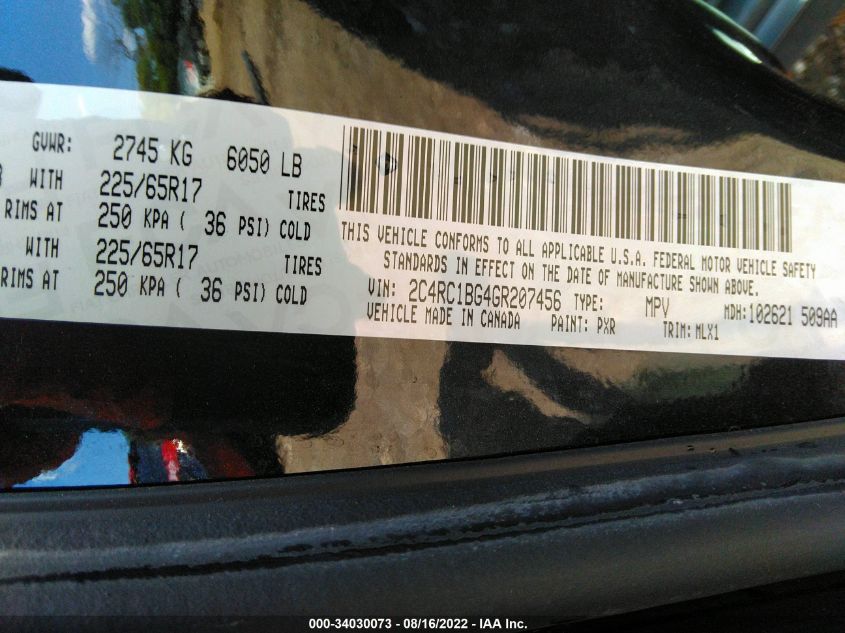 GVWR: 2745 KG 6050 LB
WITH 225/65R17 TIRES
RIMS AT 250 KPA ( 36 PSI) COLD
WITH 225/65R17 TIRES
RIMS AT 250 KPA ( 36 PSI) COLD
THIS VEHICLE CONFORMS TO ALL APPLICABLE U.S.A. FEDERAL MOTOR VEHICLE SAFETY
STANDARDS IN EFFECT ON THE DATE OF MANUFACTURE SHOWN ABOVE.
VIN: 2C4RC1BG4GR207456 TYPE: MPV MDH:102621 509AA
VEHICLE MADE IN CANADA PAINT: PXR TRIM: MLX1
000-34030073 - 08/16/2022 - IAA Inc.